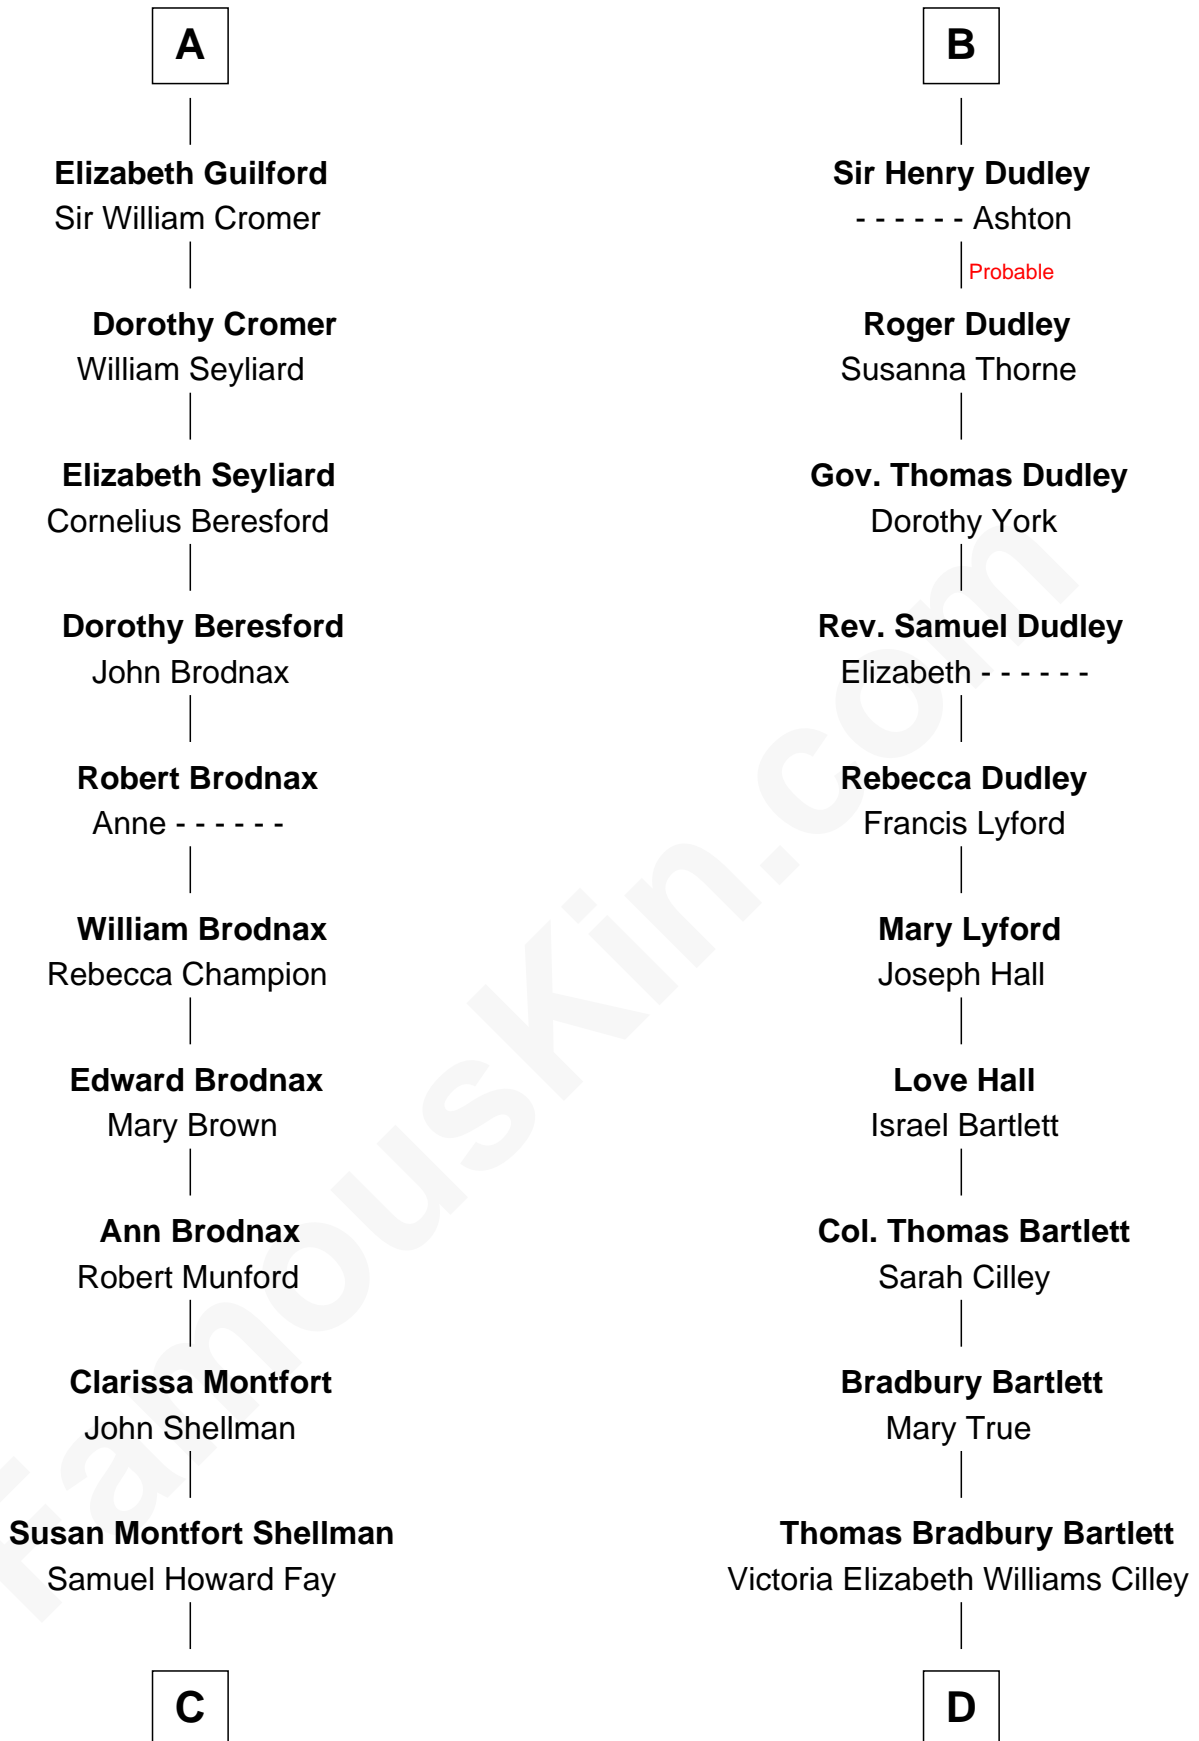 A
Elizabeth Guilford
Sir William Cromer
Dorothy Cromer
William Seyliard
Elizabeth Seyliard
Cornelius Beresford
Dorothy Beresford
John Brodnax
Robert Brodnax
Anne - - - - - -
William Brodnax
Rebecca Champion
Edward Brodnax
Mary Brown
Ann Brodnax
Robert Munford
Clarissa Montfort
John Shellman
Susan Montfort Shellman
Samuel Howard Fay
C
B
Sir Henry Dudley
- - - - - - Ashton
Probable
Roger Dudley
Susanna Thorne
Gov. Thomas Dudley
Dorothy York
Rev. Samuel Dudley
Elizabeth - - - - - -
Rebecca Dudley
Francis Lyford
Mary Lyford
Joseph Hall
Love Hall
Israel Bartlett
Col. Thomas Bartlett
Sarah Cilley
Bradbury Bartlett
Mary True
Thomas Bradbury Bartlett
Victoria Elizabeth Williams Cilley
D
FamousKin.com